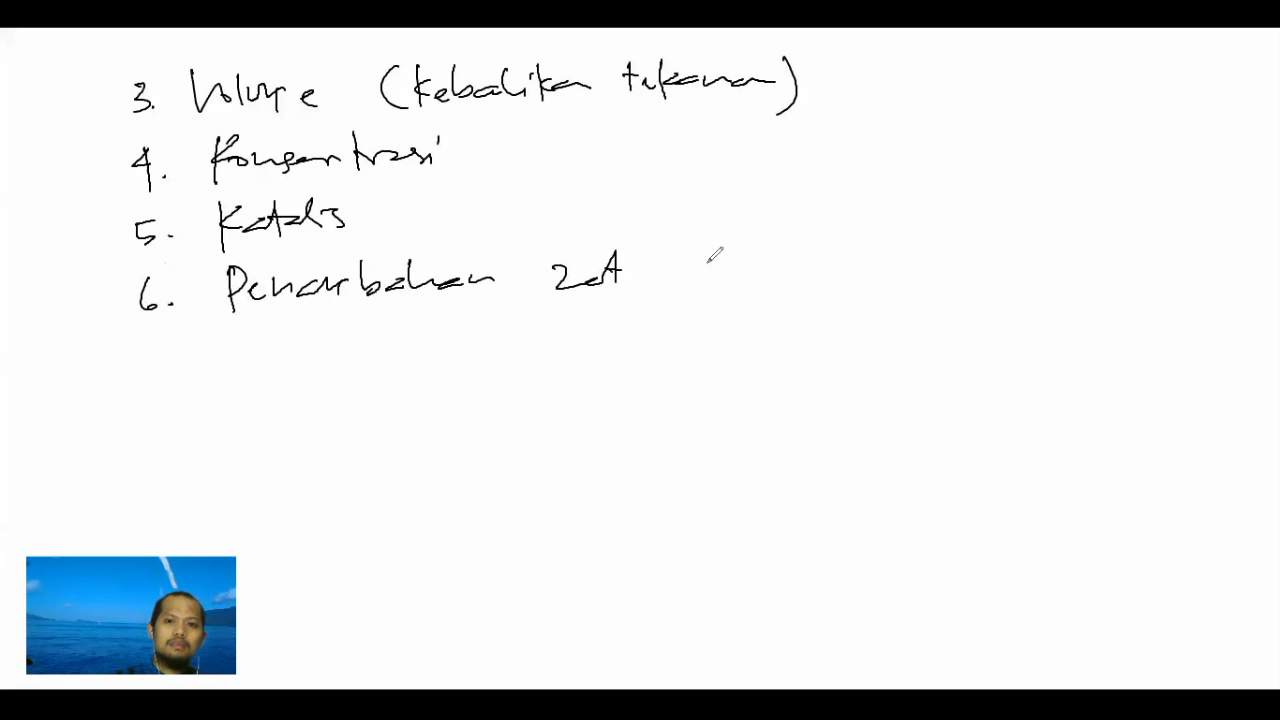 3. Volume (kebalikan tekanan)
4. Konsentrasi
5. Katalis
6. Penambahan zat